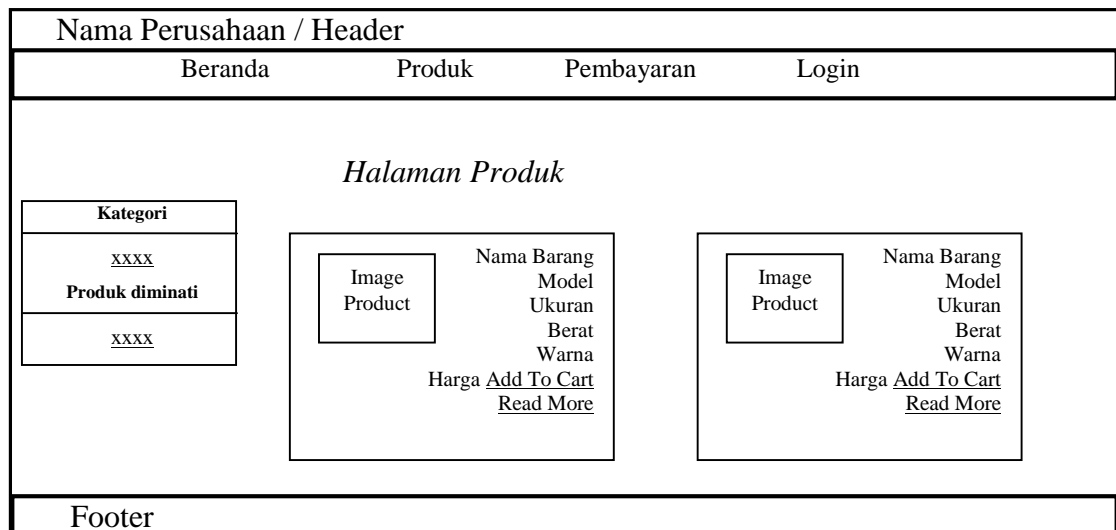 Nama Perusahaan / Header
Beranda Produk Pembayaran Login
Halaman Produk
Kategori
xxxx
Produk diminati
xxxx
Image
Product
Nama Barang
Model
Ukuran
Berat
Warna
Harga Add To Cart
Read More
Image
Product
Nama Barang
Model
Ukuran
Berat
Warna
Harga Add To Cart
Read More
Footer